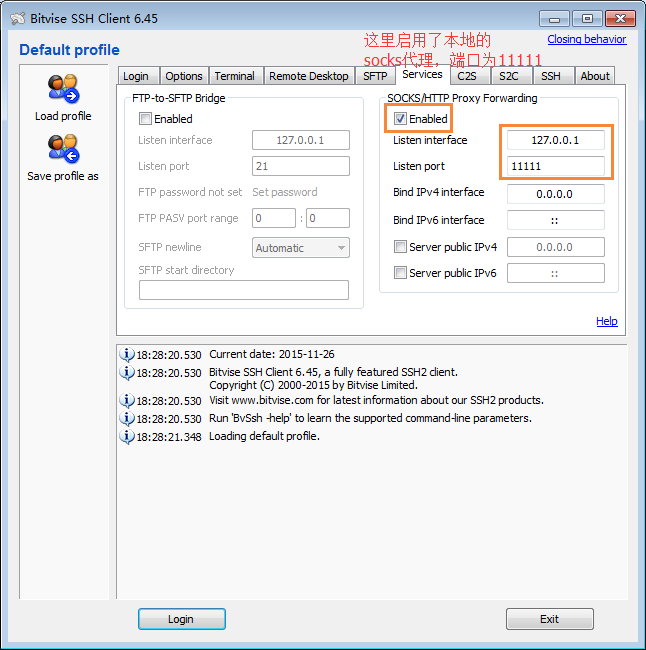 Bitvise SSH Client 6.45
Default profile
Closing behavior
这里启用了本地的
socks代理，端口为11111
Load profile
Save profile as
Login Options Terminal Remote Desktop SFTP Services C2S S2C SSH About
FTP-to-SFTP Bridge
Enabled
Listen interface 127.0.0.1
Listen port 21
FTP password not set Set password
FTP PASV port range 0 : 0
SFTP newline Automatic
SFTP start directory
SOCKS/HTTP Proxy Forwarding
Enabled
Listen interface 127.0.0.1
Listen port 11111
Bind IPv4 interface 0.0.0.0
Bind IPv6 interface ::
Server public IPv4 0.0.0.0
Server public IPv6 ::
Help
18:28:20.530 Current date: 2015-11-26
18:28:20.530 Bitvise SSH Client 6.45, a fully featured SSH2 client.
Copyright (C) 2000-2015 by Bitvise Limited.
18:28:20.530 Visit www.bitvise.com for latest information about our SSH2 products.
18:28:20.530 Run 'BvSsh -help' to learn the supported command-line parameters.
18:28:21.348 Loading default profile.
Login
Exit